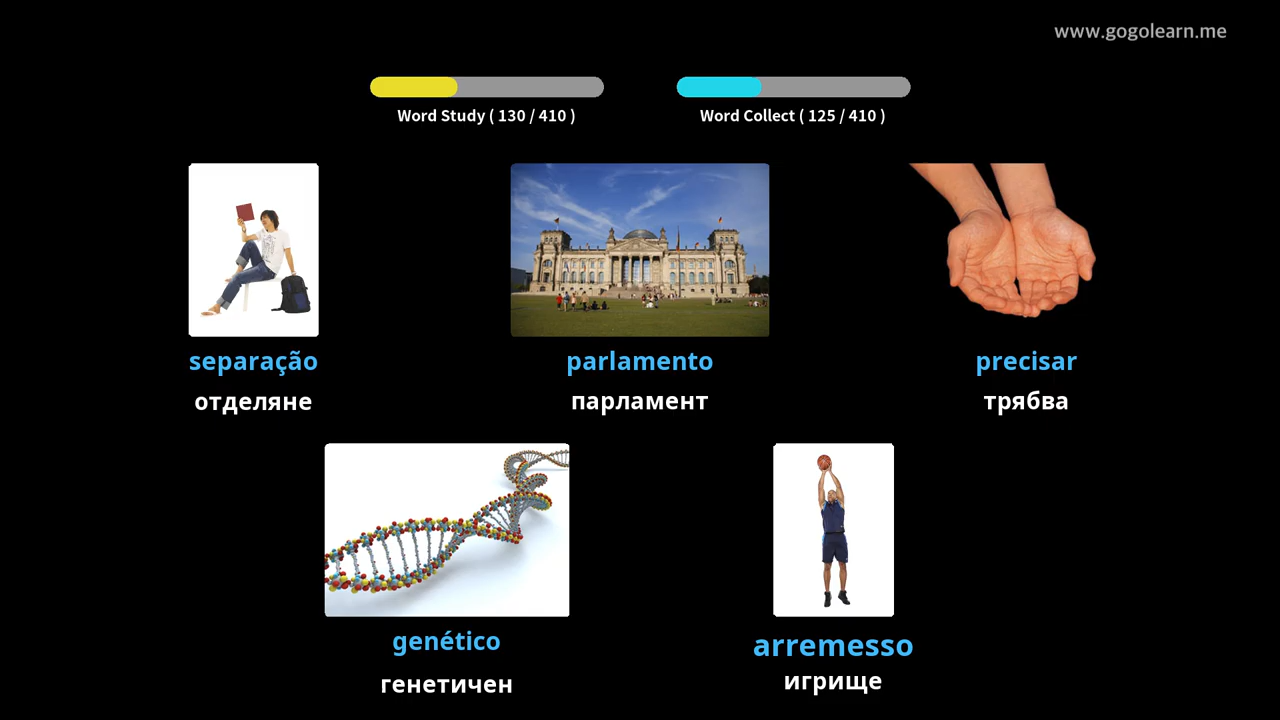 www.gogolearn.me
Word Study ( 130 / 410 )
Word Collect ( 125 / 410 )
separação
отделяне
parlamento
парламент
precisar
трябва
genético
генетичен
arremesso
игрище